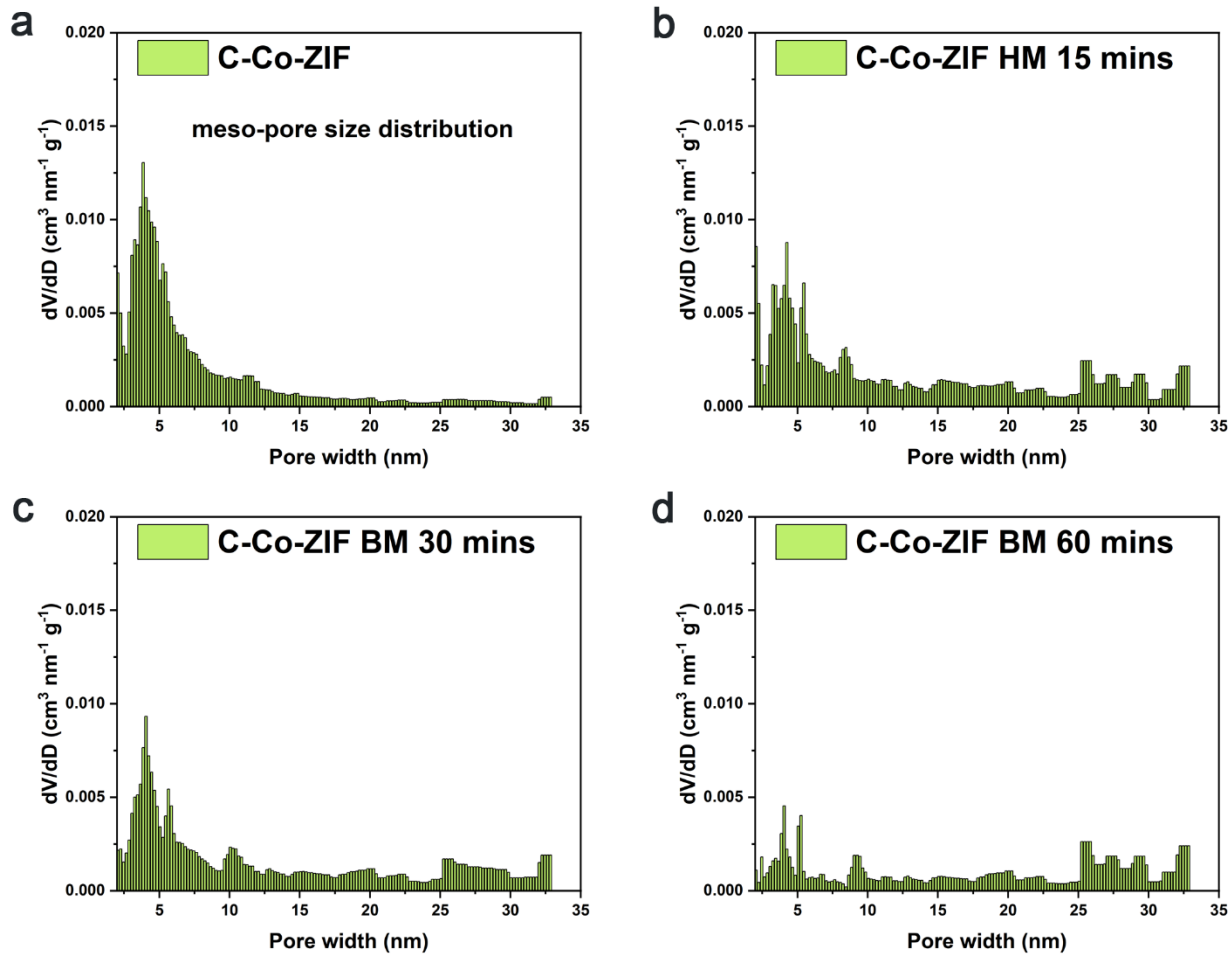 a
C-Co-ZIF
meso-pore size distribution
dV/dD (cm³ nm⁻¹ g⁻¹)
0.020
0.015
0.010
0.005
0.000
5 10 15 20 25 30 35
Pore width (nm)
b
C-Co-ZIF HM 15 mins
dV/dD (cm³ nm⁻¹ g⁻¹)
0.020
0.015
0.010
0.005
0.000
5 10 15 20 25 30 35
Pore width (nm)
c
C-Co-ZIF BM 30 mins
dV/dD (cm³ nm⁻¹ g⁻¹)
0.020
0.015
0.010
0.005
0.000
5 10 15 20 25 30 35
Pore width (nm)
d
C-Co-ZIF BM 60 mins
dV/dD (cm³ nm⁻¹ g⁻¹)
0.020
0.015
0.010
0.005
0.000
5 10 15 20 25 30 35
Pore width (nm)